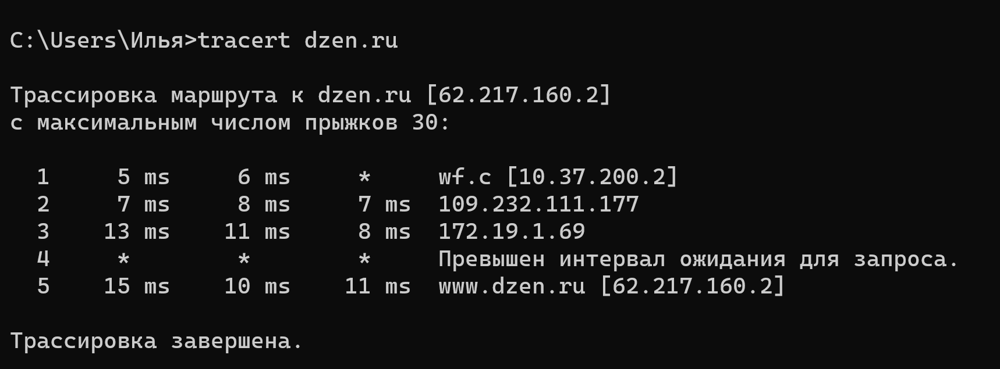 C:\Users\Илья>tracert dzen.ru
Трассировка маршрута к dzen.ru [62.217.160.2]
с максимальным числом прыжков 30:
1 5 ms 6 ms * wf.c [10.37.200.2]
2 7 ms 8 ms 7 ms 109.232.111.177
3 13 ms 11 ms 8 ms 172.19.1.69
4 * * * Превышен интервал ожидания для запроса.
5 15 ms 10 ms 11 ms www.dzen.ru [62.217.160.2]
Трассировка завершена.